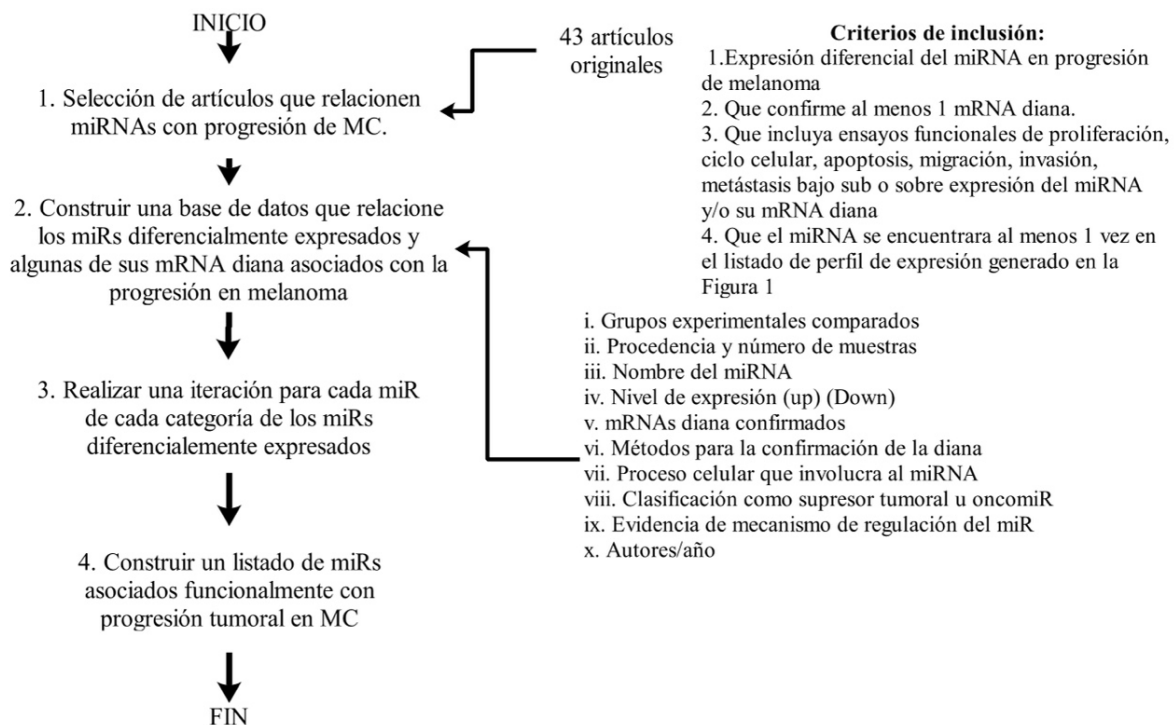 INICIO
1. Selección de artículos que relacionen
miRNAs con progresión de MC.
2. Construir una base de datos que relacione
los miRs diferencialmente expresados y
algunas de sus mRNA diana asociados con la
progresión en melanoma
3. Realizar una iteración para cada miR
de cada categoría de los miRs
diferencialemente expresados
4. Construir un listado de miRs
asociados funcionalmente con
progresión tumoral en MC
FIN
43 artículos
originales
Criterios de inclusión:
1.Expresión diferencial del miRNA en progresión
de melanoma
2. Que confirme al menos 1 mRNA diana.
3. Que incluya ensayos funcionales de proliferación,
ciclo celular, apoptosis, migración, invasión,
metástasis bajo sub o sobre expresión del miRNA
y/o su mRNA diana
4. Que el miRNA se encontrara al menos 1 vez en
el listado de perfil de expresión generado en la
Figura 1
i. Grupos experimentales comparados
ii. Procedencia y número de muestras
iii. Nombre del miRNA
iv. Nivel de expresión (up) (Down)
v. mRNAs diana confirmados
vi. Métodos para la confirmación de la diana
vii. Proceso celular que involucra al miRNA
viii. Clasificación como supresor tumoral u oncomiR
ix. Evidencia de mecanismo de regulación del miR
x. Autores/año